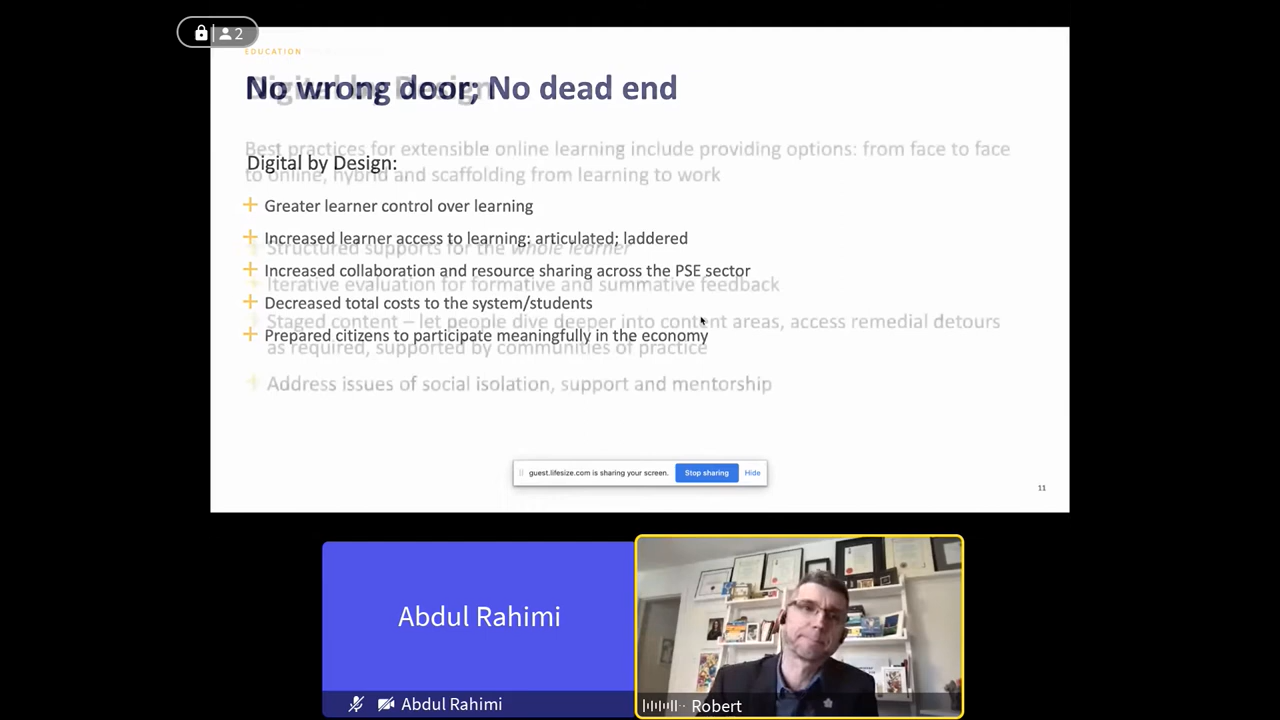 2
EDUCATION
No wrong door; No dead end
Digital by Design
Best practices for extensible online learning include providing options: from face to face
to online, hybrid and scaffolding from learning to work
Digital by Design:
Greater learner control over learning
Increased learner access to learning: articulated; laddered
Structured supports for the whole learner
Increased collaboration and resource sharing across the PSE sector
Iterative evaluation for formative and summative feedback
Decreased total costs to the system/students
Staged content – let people dive deeper into content areas, access remedial detours
Prepared citizens to participate meaningfully in the economy
as required, supported by communities of practice
Address issues of social isolation, support and mentorship
guest.lifesize.com is sharing your screen. Stop sharing Hide
11
Abdul Rahimi
Abdul Rahimi
Robert